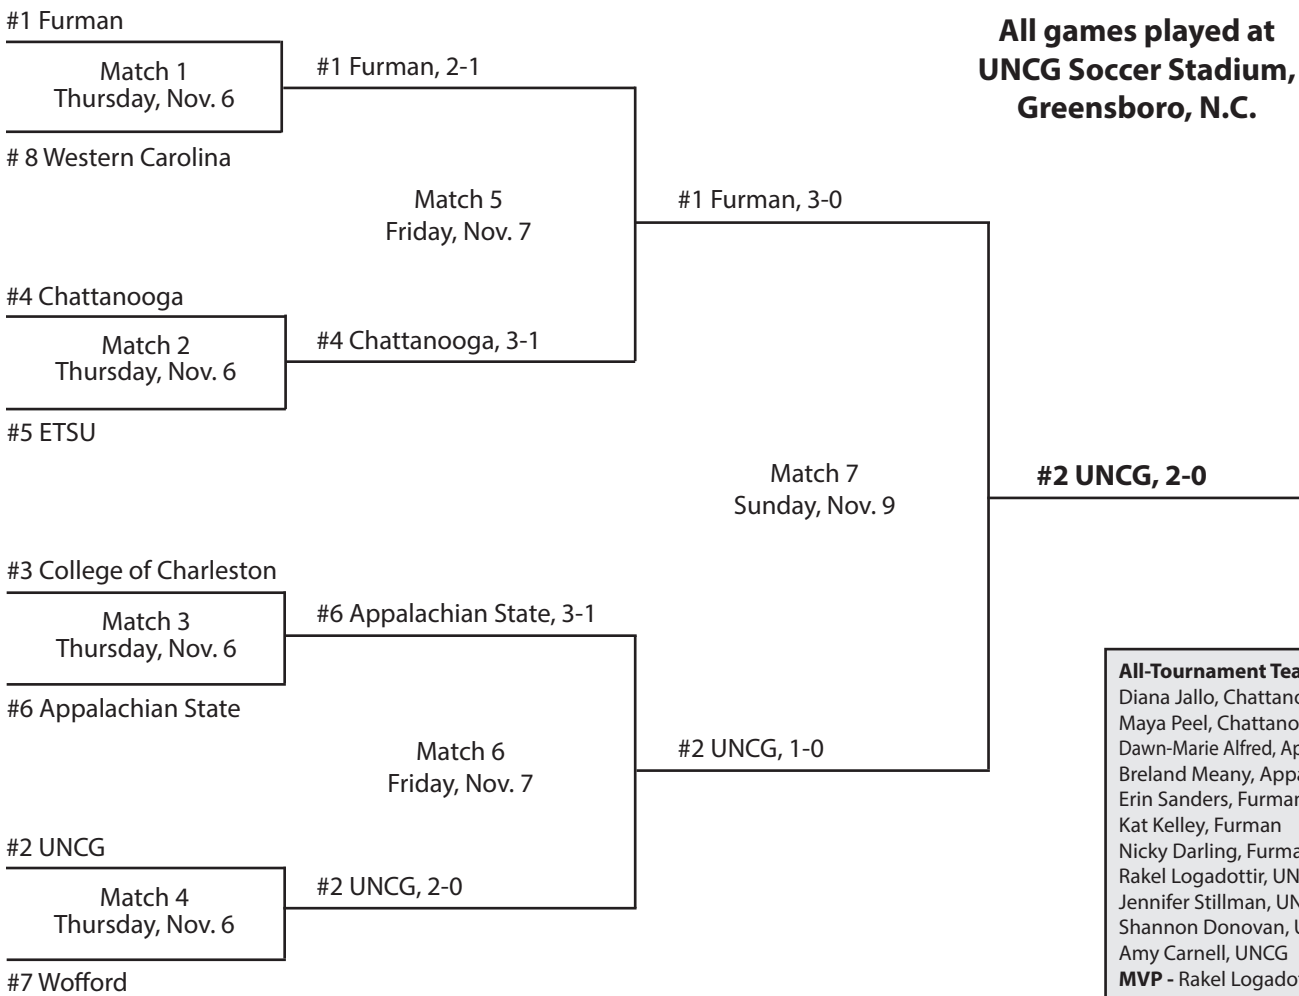 #1 Furman
Match 1
Thursday, Nov. 6
# 8 Western Carolina
#1 Furman, 2-1
All games played at
UNCG Soccer Stadium,
Greensboro, N.C.
Match 5
Friday, Nov. 7
#1 Furman, 3-0
#4 Chattanooga
Match 2
Thursday, Nov. 6
#5 ETSU
#4 Chattanooga, 3-1
Match 7
Sunday, Nov. 9
#2 UNCG, 2-0
#3 College of Charleston
Match 3
Thursday, Nov. 6
#6 Appalachian State
#6 Appalachian State, 3-1
Match 6
Friday, Nov. 7
#2 UNCG, 1-0
#2 UNCG
Match 4
Thursday, Nov. 6
#7 Wofford
#2 UNCG, 2-0
All-Tournament
Diana Jallo,
Maya Peel,
Dawn-Marie Alfred,
Breland Meany,
Erin Sanders, Furman
Kat Kelley, Furman
Nicky Darling,
Rakel Logadottir,
Jennifer Stillman,
Shannon Donovan,
Amy Carnell, UNCG
MVP - Rakel